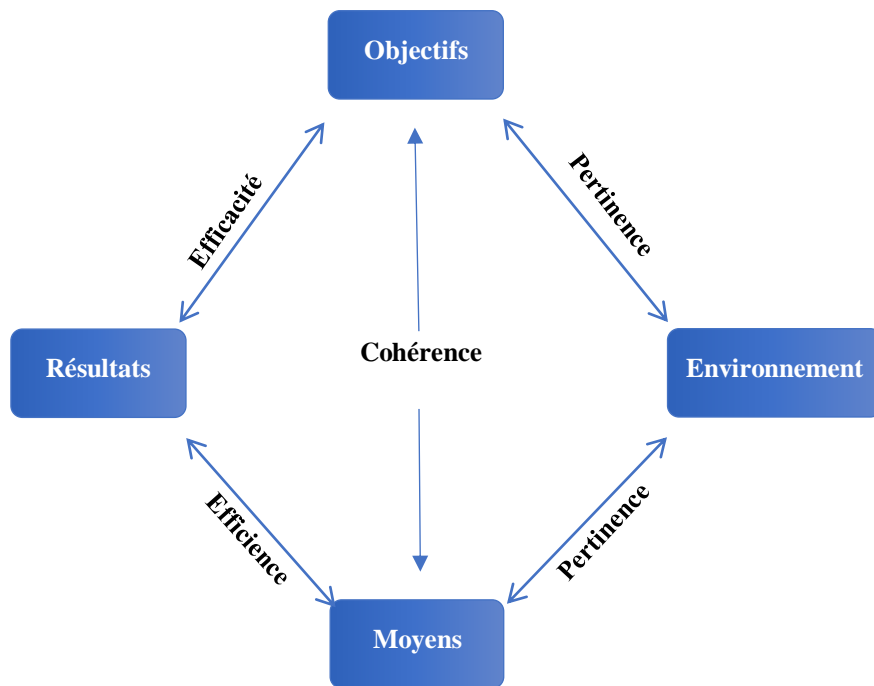 Objectifs
Efficacité
Pertinence
Résultats
Cohérence
Environnement
Efficience
Pertinence
Moyens